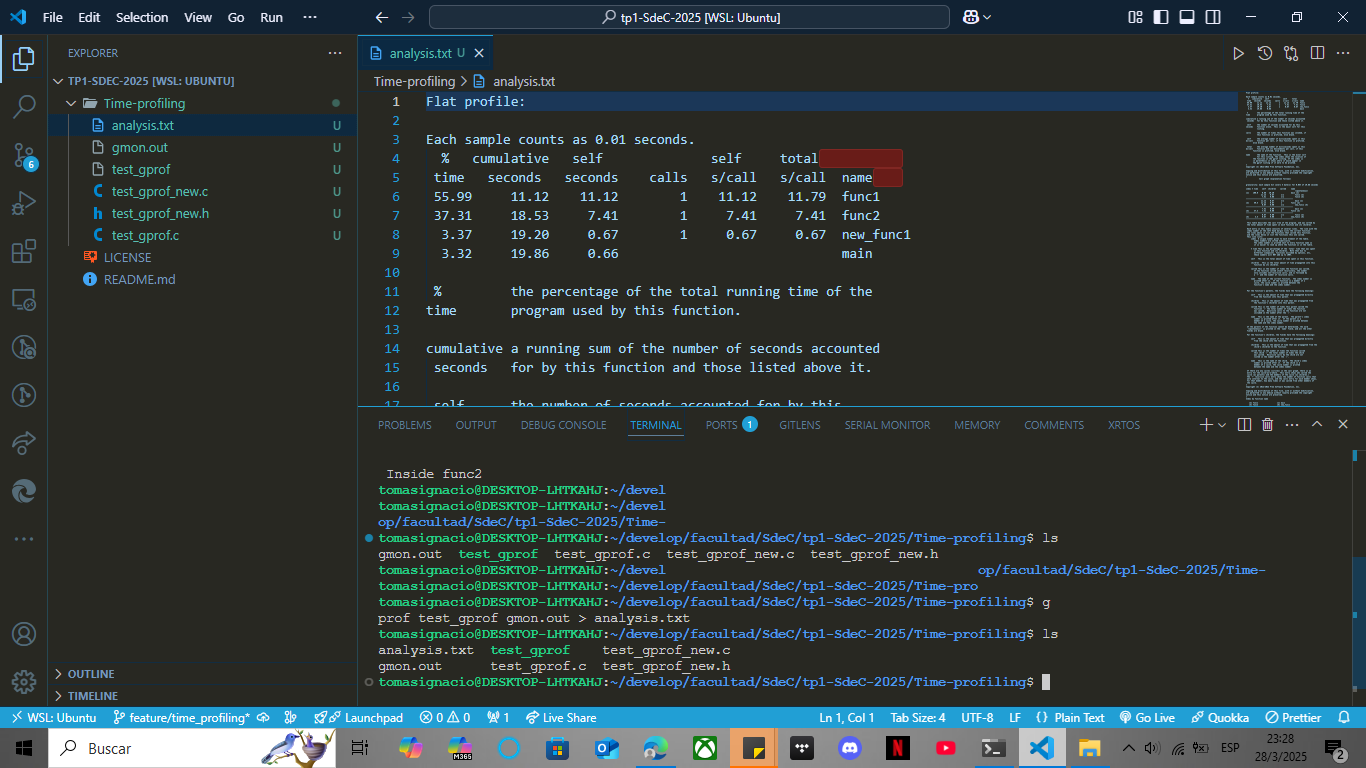 File Edit Selection View Go Run ···
tp1-SdeC-2025 [WSL: Ubuntu]
EXPLORER
TP1-SDEC-2025 [WSL: UBUNTU]
Time-profiling
analysis.txt U
gmon.out U
test_gprof U
C test_gprof_new.c U
h test_gprof_new.h U
C test_gprof.c U
LICENSE
README.md
OUTLINE
TIMELINE
6
analysis.txt U
Time-profiling > analysis.txt
1 Flat profile:
2
3 Each sample counts as 0.01 seconds.
4 % cumulative self self total
5 time seconds seconds calls s/call s/call name
6 55.99 11.12 11.12 1 11.12 11.79 func1
7 37.31 18.53 7.41 1 7.41 7.41 func2
8 3.37 19.20 0.67 1 0.67 0.67 new_func1
9 3.32 19.86 0.66 main
10
11 % the percentage of the total running time of the
12 time program used by this function.
13
14 cumulative a running sum of the number of seconds accounted
15 seconds for by this function and those listed above it.
16
17 self the number of seconds accounted for by this
PROBLEMS OUTPUT DEBUG CONSOLE TERMINAL PORTS 1 GITLENS SERIAL MONITOR MEMORY COMMENTS XRTOS
Inside func2
tomasignacio@DESKTOP-LHTKAHJ:~/devel
tomasignacio@DESKTOP-LHTKAHJ:~/devel
op/facultad/SdeC/tp1-SdeC-2025/Time-
tomasignacio@DESKTOP-LHTKAHJ:~/develop/facultad/SdeC/tp1-SdeC-2025/Time-profiling$ ls
gmon.out test_gprof test_gprof.c test_gprof_new.c test_gprof_new.h
tomasignacio@DESKTOP-LHTKAHJ:~/devel op/facultad/SdeC/tp1-SdeC-2025/Time-
tomasignacio@DESKTOP-LHTKAHJ:~/develop/facultad/SdeC/tp1-SdeC-2025/Time-pro
tomasignacio@DESKTOP-LHTKAHJ:~/develop/facultad/SdeC/tp1-SdeC-2025/Time-profiling$ g
prof test_gprof gmon.out > analysis.txt
tomasignacio@DESKTOP-LHTKAHJ:~/develop/facultad/SdeC/tp1-SdeC-2025/Time-profiling$ ls
analysis.txt test_gprof test_gprof_new.c
gmon.out test_gprof.c test_gprof_new.h
tomasignacio@DESKTOP-LHTKAHJ:~/develop/facultad/SdeC/tp1-SdeC-2025/Time-profiling$
WSL: Ubuntu feature/time_profiling* Launchpad 0 0 1 Live Share Ln 1, Col 1 Tab Size: 4 UTF-8 LF {} Plain Text Go Live Quokka Prettier
Buscar
M365
ESP
23:28
28/3/2025
2